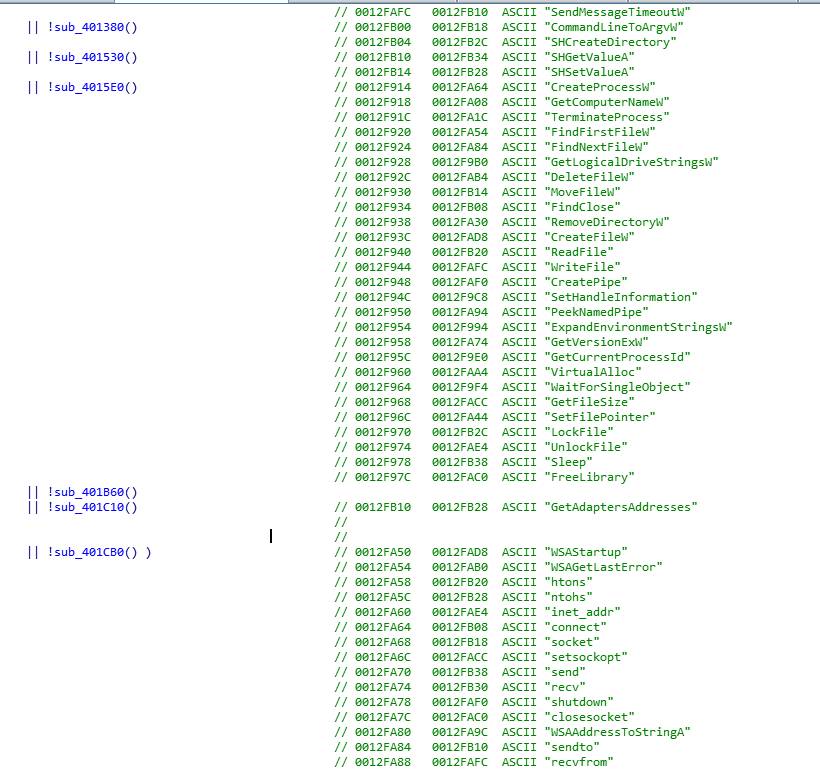 // 0012FAFC 0012FB10 ASCII "SendMessageTimeoutW"
|| !sub_401380() // 0012FB00 0012FB18 ASCII "CommandLineToArgvW"
// 0012FB04 0012FB2C ASCII "SHCreateDirectory"
|| !sub_401530() // 0012FB10 0012FB34 ASCII "SHGetValueA"
// 0012FB14 0012FB28 ASCII "SHSetValueA"
|| !sub_4015E0() // 0012F914 0012FA64 ASCII "CreateProcessW"
// 0012F918 0012FA08 ASCII "GetComputerNameW"
// 0012F91C 0012FA1C ASCII "TerminateProcess"
// 0012F920 0012FA54 ASCII "FindFirstFileW"
// 0012F924 0012FA84 ASCII "FindNextFileW"
// 0012F928 0012F9B0 ASCII "GetLogicalDriveStringsW"
// 0012F92C 0012FAB4 ASCII "DeleteFileW"
// 0012F930 0012FB14 ASCII "MoveFileW"
// 0012F934 0012FB08 ASCII "FindClose"
// 0012F938 0012FA30 ASCII "RemoveDirectoryW"
// 0012F93C 0012FAD8 ASCII "CreateFileW"
// 0012F940 0012FB20 ASCII "ReadFile"
// 0012F944 0012FAFC ASCII "WriteFile"
// 0012F948 0012FAF0 ASCII "CreatePipe"
// 0012F94C 0012F9C8 ASCII "SetHandleInformation"
// 0012F950 0012FA94 ASCII "PeekNamedPipe"
// 0012F954 0012F994 ASCII "ExpandEnvironmentStringsW"
// 0012F958 0012FA74 ASCII "GetVersionExW"
// 0012F95C 0012F9E0 ASCII "GetCurrentProcessId"
// 0012F960 0012FAA4 ASCII "VirtualAlloc"
// 0012F964 0012F9F4 ASCII "WaitForSingleObject"
// 0012F968 0012FACC ASCII "GetFileSize"
// 0012F96C 0012FA44 ASCII "SetFilePointer"
// 0012F970 0012FB2C ASCII "LockFile"
// 0012F974 0012FAE4 ASCII "UnlockFile"
// 0012F978 0012FB38 ASCII "Sleep"
// 0012F97C 0012FAC0 ASCII "FreeLibrary"
|| !sub_401B60()
|| !sub_401C10() // 0012FB10 0012FB28 ASCII "GetAdaptersAddresses"
//
//
|| !sub_401CB0() ) // 0012FA50 0012FAD8 ASCII "WSAStartup"
// 0012FA54 0012FAB0 ASCII "WSAGetLastError"
// 0012FA58 0012FB20 ASCII "htons"
// 0012FA5C 0012FB28 ASCII "ntohs"
// 0012FA60 0012FAE4 ASCII "inet_addr"
// 0012FA64 0012FB08 ASCII "connect"
// 0012FA68 0012FB18 ASCII "socket"
// 0012FA6C 0012FACC ASCII "setsockopt"
// 0012FA70 0012FB38 ASCII "send"
// 0012FA74 0012FB30 ASCII "recv"
// 0012FA78 0012FAF0 ASCII "shutdown"
// 0012FA7C 0012FAC0 ASCII "closesocket"
// 0012FA80 0012FA9C ASCII "WSAAddressToStringA"
// 0012FA84 0012FB10 ASCII "sendto"
// 0012FA88 0012FAFC ASCII "recvfrom"